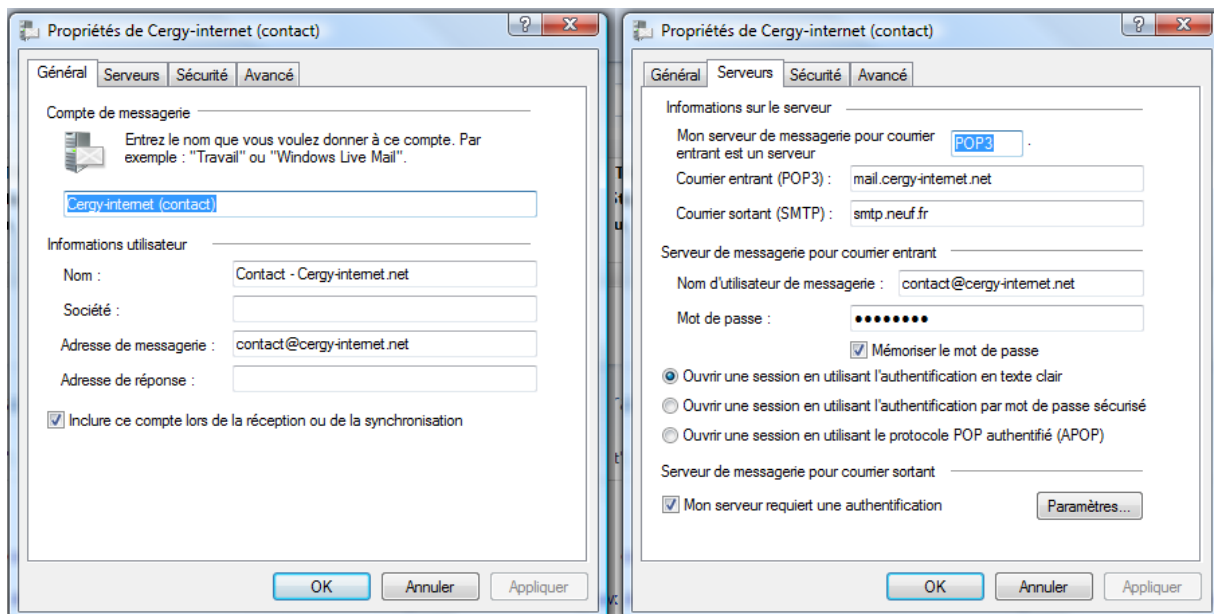 Propriétés de Cergy-internet (contact)
Général Serveurs Sécurité Avancé
Compte de messagerie
Entrez le nom que vous voulez donner à ce compte. Par
exemple : "Travail" ou "Windows Live Mail".
Cergy-internet (contact)
Informations utilisateur
Nom : Contact - Cergy-internet.net
Société :
Adresse de messagerie : contact@cergy-internet.net
Adresse de réponse :
Inclure ce compte lors de la réception ou de la synchronisation
OK Annuler Appliquer
Propriétés de Cergy-internet (contact)
Général Serveurs Sécurité Avancé
Informations sur le serveur
Mon serveur de messagerie pour courrier
entrant est un serveur POP3 .
Courrier entrant (POP3) : mail.cergy-internet.net
Courrier sortant (SMTP) : smtp.neuf.fr
Serveur de messagerie pour courrier entrant
Nom d'utilisateur de messagerie : contact@cergy-internet.net
Mot de passe : ●●●●●●●●
Mémoriser le mot de passe
Ouvrir une session en utilisant l'authentification en texte clair
Ouvrir une session en utilisant l'authentification par mot de passe sécurisé
Ouvrir une session en utilisant le protocole POP authentifié (APOP)
Serveur de messagerie pour courrier sortant
Mon serveur requiert une authentification Paramètres...
OK Annuler Appliquer